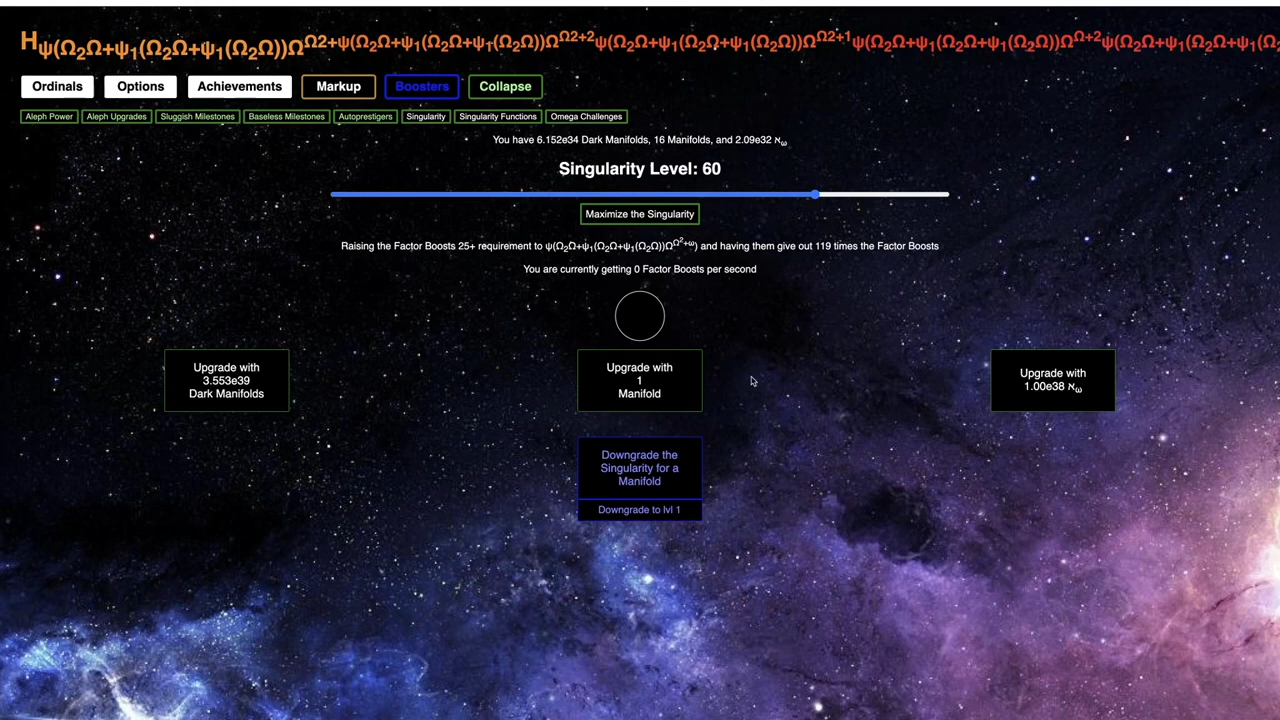 Hψ(Ω₂Ω+ψ₁(Ω₂Ω+ψ₁(Ω₂Ω))Ω^Ω2+ψ(Ω₂Ω+ψ₁(Ω₂Ω+ψ₁(Ω₂Ω))Ω^Ω2+2ψ(Ω₂Ω+ψ₁(Ω₂Ω+ψ₁(Ω₂Ω))Ω^Ω2+1ψ(Ω₂Ω+ψ₁(Ω₂Ω+ψ₁(Ω₂Ω))Ω^Ω+2ψ(Ω₂Ω+ψ₁(Ω₂Ω+ψ₁(Ω
Ordinals Options Achievements Markup Boosters Collapse
Aleph Power Aleph Upgrades Sluggish Milestones Baseless Milestones Autoprestigers Singularity Singularity Functions Omega Challenges
You have 6.152e34 Dark Manifolds, 16 Manifolds, and 2.09e32 ℵω
Singularity Level: 60
Maximize the Singularity
Raising the Factor Boosts 25+ requirement to ψ(Ω₂Ω+ψ₁(Ω₂Ω+ψ₁(Ω₂Ω))Ω^Ω²+ω) and having them give out 119 times the Factor Boosts
You are currently getting 0 Factor Boosts per second
Upgrade with
3.553e39
Dark Manifolds
Upgrade with
1
Manifold
Upgrade with
1.00e38 ℵω
Downgrade the
Singularity for a
Manifold
Downgrade to lvl 1